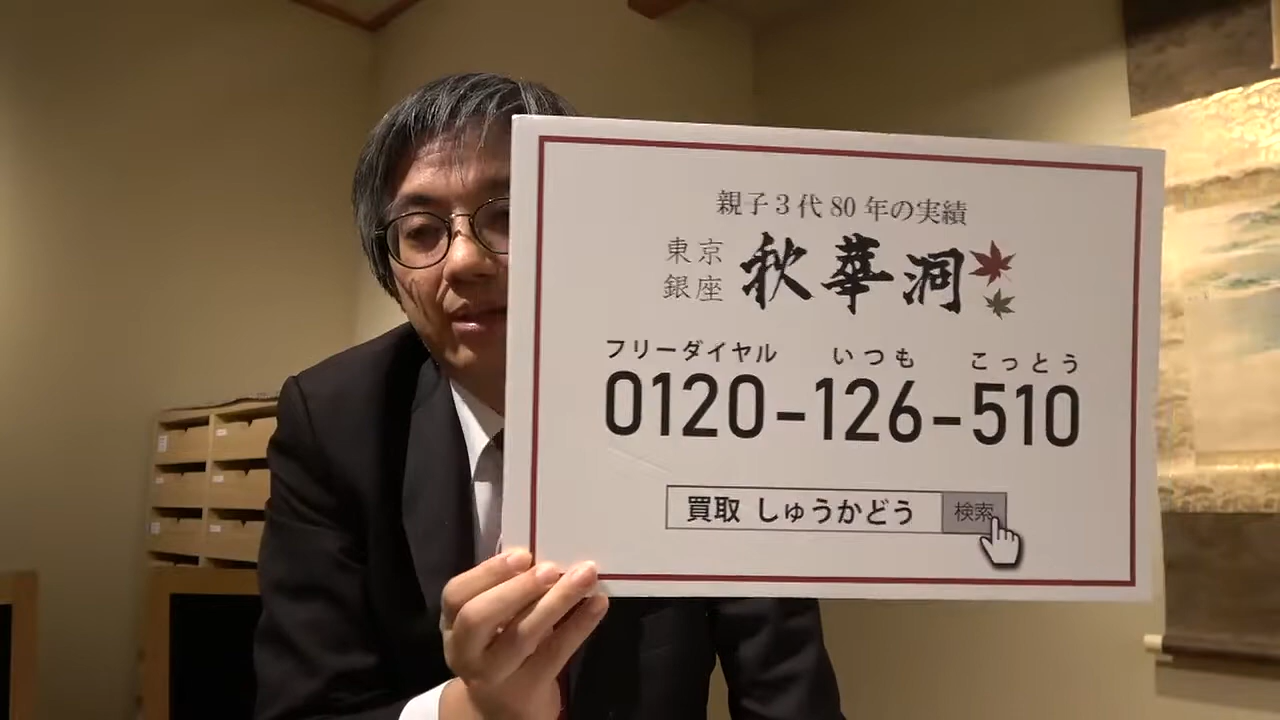 親子3代80年の実績
東京
銀座
秋華洞
フリーダイヤル いつも こっとう
0120-126-510
買取 しゅうかどう 検索